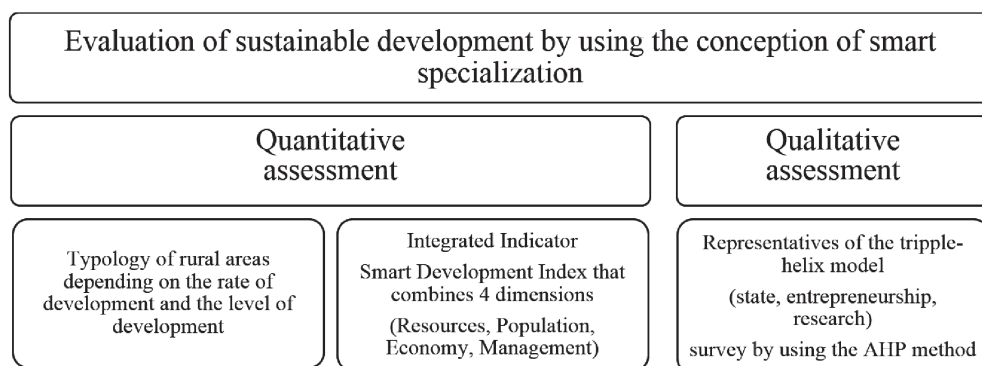 Evaluation of sustainable development by using the conception of smart
specialization
Quantitative
assessment
Qualitative
assessment
Typology of rural areas
depending on the rate of
development and the level of
development
Integrated Indicator
Smart Development Index that
combines 4 dimensions
(Resources, Population,
Economy, Management)
Representatives of the tripple-
helix model
(state, entrepreneurship,
research)
survey by using the AHP method